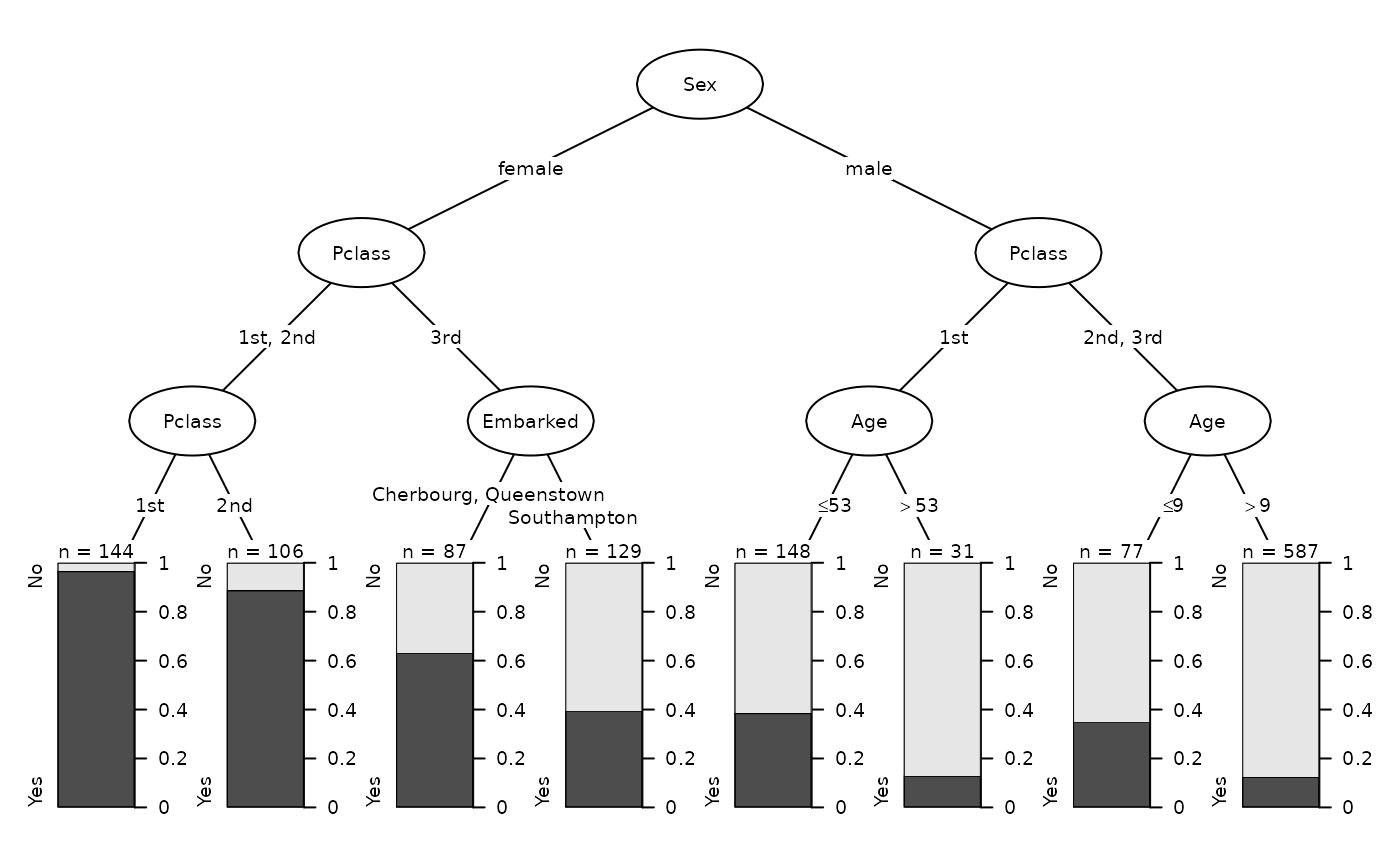 Sex
female
male
Pclass
Pclass
1st, 2nd
3rd
1st
2nd, 3rd
Pclass
Embarked
Age
Age
1st
2nd
Cherbourg, Queenstown
Southampton
≤53
>53
≤9
>9
n = 144
n = 106
n = 87
n = 129
n = 148
n = 31
n = 77
n = 587
No
Yes
1
0.8
0.6
0.4
0.2
0
No
Yes
1
0.8
0.6
0.4
0.2
0
No
Yes
1
0.8
0.6
0.4
0.2
0
No
Yes
1
0.8
0.6
0.4
0.2
0
No
Yes
1
0.8
0.6
0.4
0.2
0
No
Yes
1
0.8
0.6
0.4
0.2
0
No
Yes
1
0.8
0.6
0.4
0.2
0
No
Yes
1
0.8
0.6
0.4
0.2
0